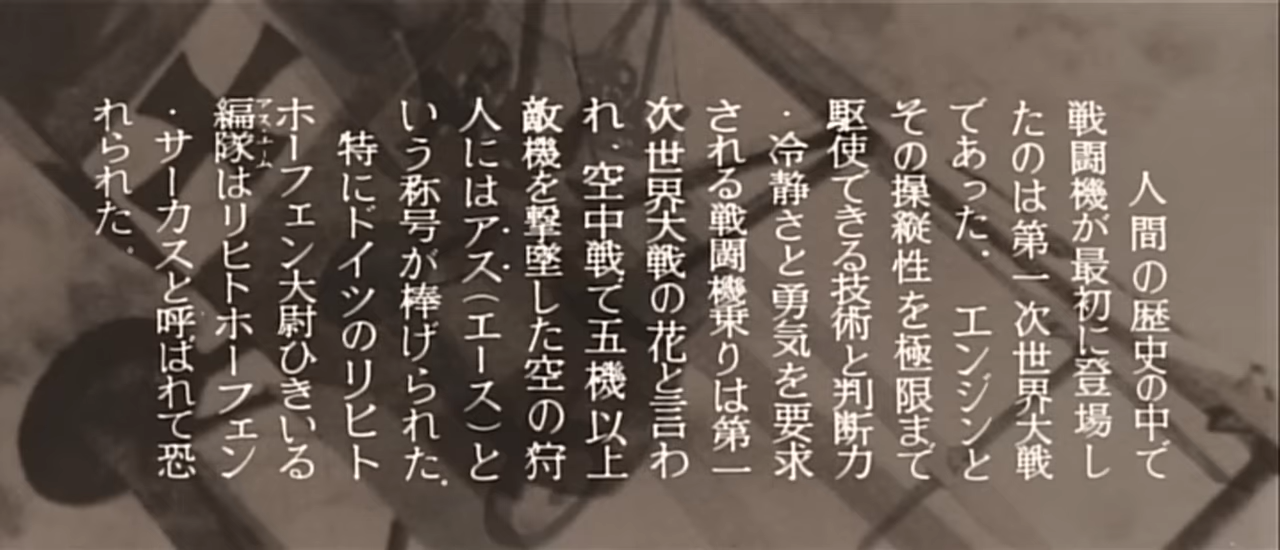 人間の歴史の中で
戦闘機が最初に登場し
たのは第一次世界大戦
であった. エンジンと
その操縦性を極限まで
駆使できる技術と判断力
・冷静さと勇気を要求
される戦闘機乗りは第一
次世界大戦の花と言わ
れ、空中戦で五機以上
敵機を撃墜した空の狩
人にはアス(エース)と
いう称号が棒げられた.
特にドイツのリヒト
ホーフェン大尉ひきいる
編隊はリヒトホーフェン
・サーカスと呼ばれて恐
れられた。